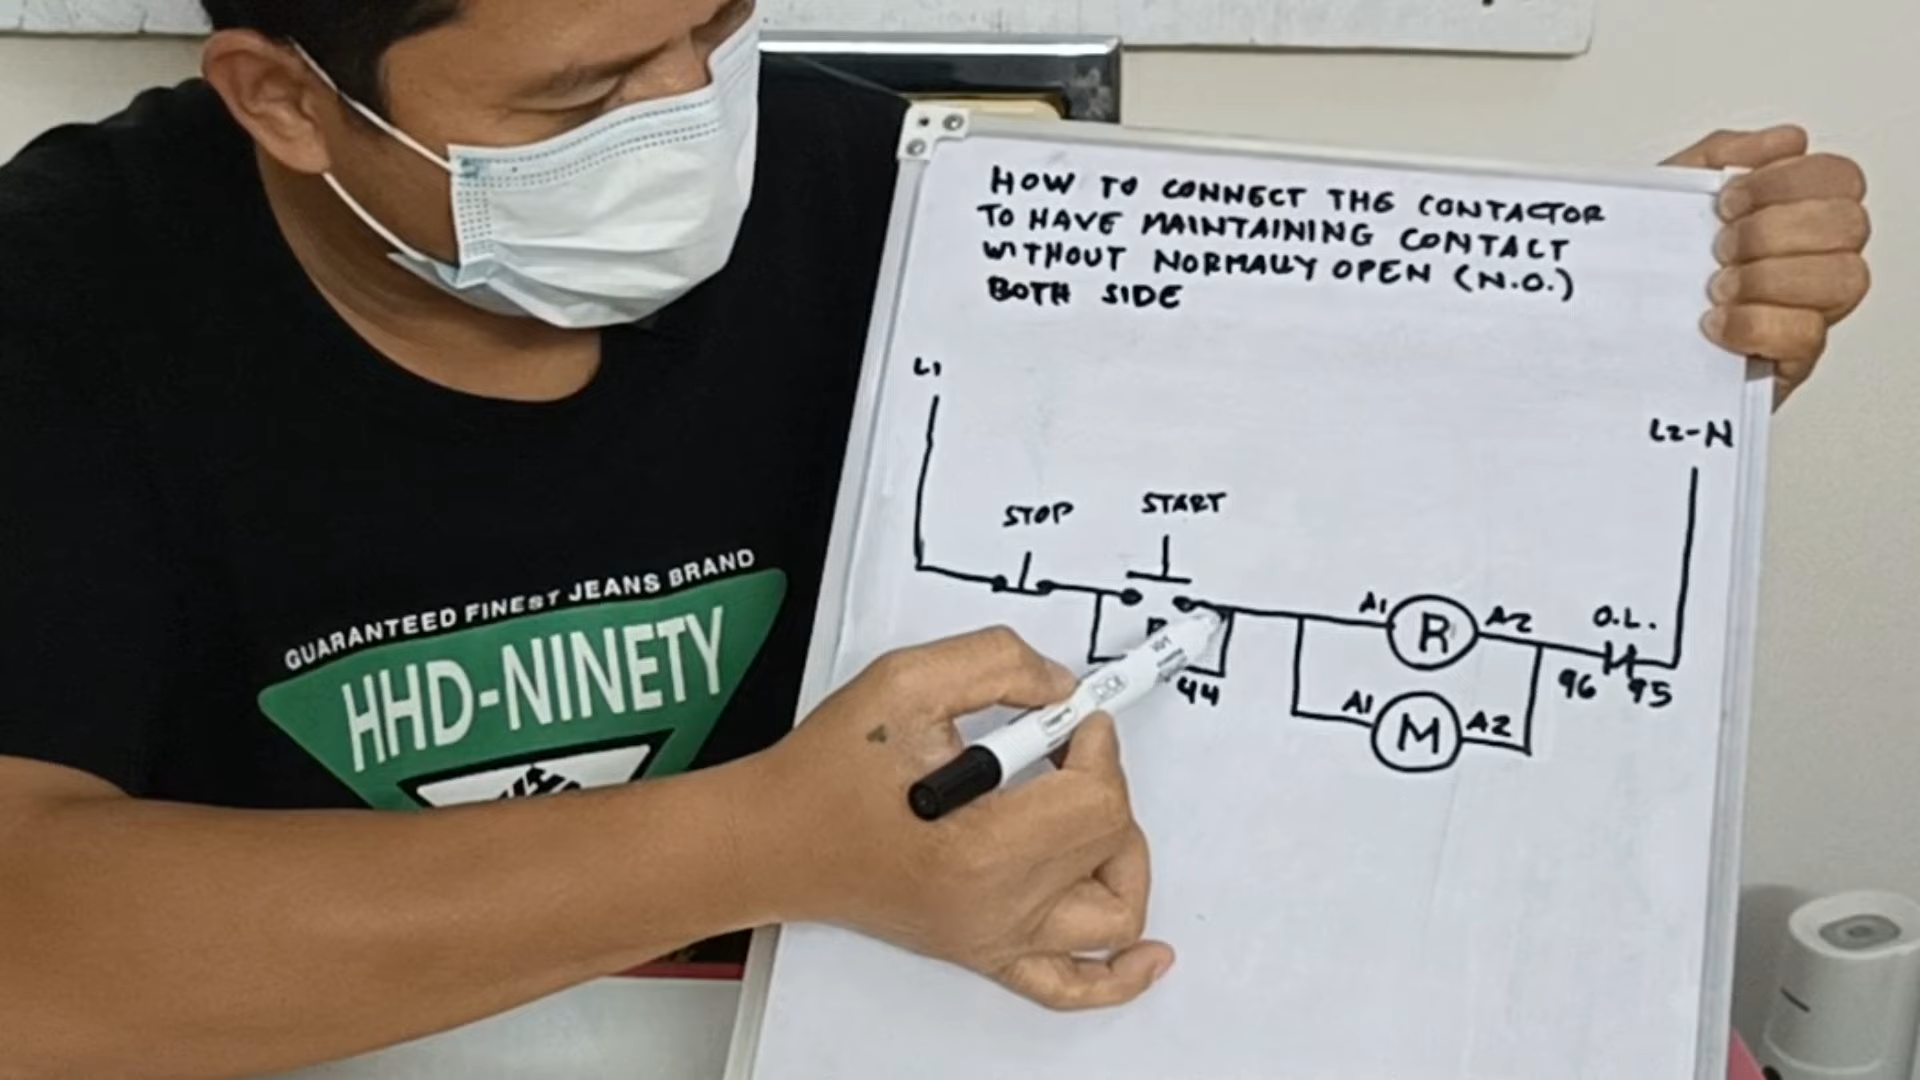 HOW TO CONNECT THE CONTACTOR
TO HAVE MAINTAINING CONTACT
WITHOUT NORMALLY OPEN (N.O.)
BOTH SIDE
L1
L2-N
STOP
START
A1
R
A2
O.L.
96
95
44
A1
M
A2
GUARANTEED FINEST JEANS BRAND
HHD-NINETY